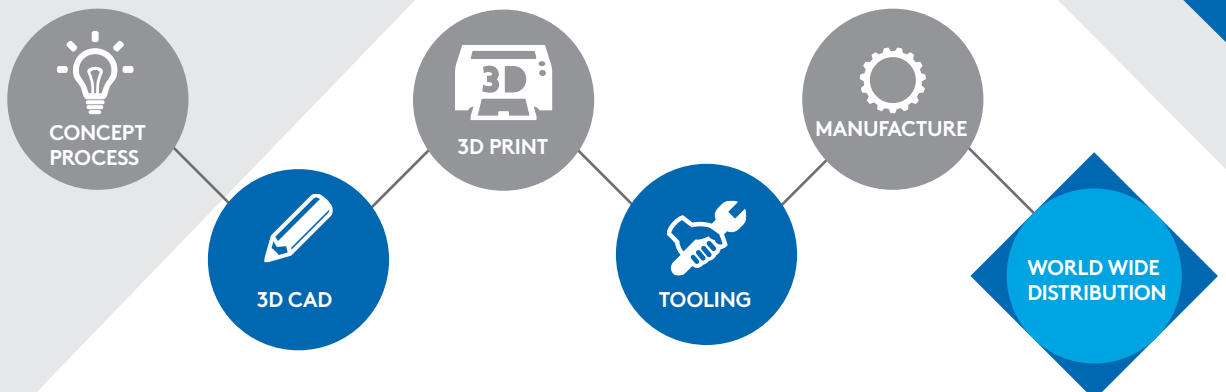 CONCEPT
PROCESS
3D CAD
3D
3D PRINT
TOOLING
MANUFACTURE
WORLD WIDE
DISTRIBUTION